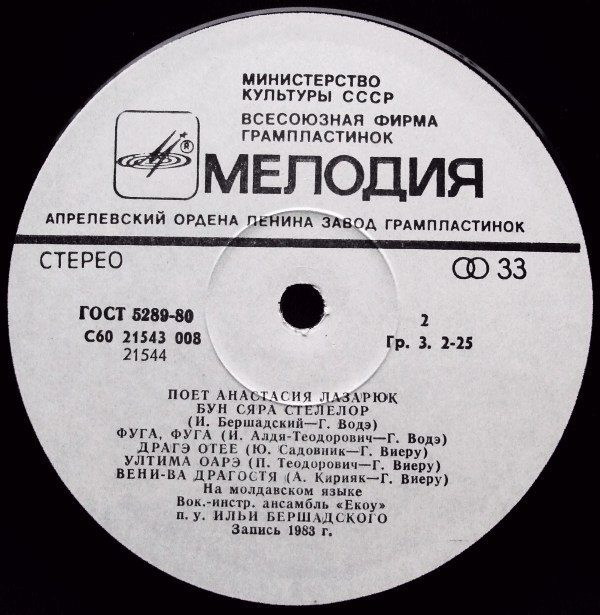 МИНИСТЕРСТВО
КУЛЬТУРЫ СССР
ВСЕСОЮЗНАЯ ФИРМА
ГРАМПЛАСТИНОК
®
МЕЛОДИЯ
АПРЕЛЕВСКИЙ ОРДЕНА ЛЕНИНА ЗАВОД ГРАМПЛАСТИНОК
СТЕРЕО
33
ГОСТ 5289-80
С60 21543 008
21544
2
Гр. 3. 2-25
ПОЕТ АНАСТАСИЯ ЛАЗАРЮК
БУН СЯРА СТЕЛЕЛОР
(И. Бершадский—Г. Водэ)
ФУГА, ФУГА (И. Алдя-Теодорович—Г. Водэ)
ДРАГЭ ОТЕЕ (Ю. Садовник—Г. Виеру)
УЛТИМА ОАРЭ (П. Теодорович—Г. Виеру)
ВЕНИ-ВА ДРАГОСТЯ (А. Кирияк—Г. Виеру)
На молдавском языке
Вок.-инстр. ансамбль «Екоу»
п. у. ИЛЬИ БЕРШАДСКОГО
Запись 1983 г.